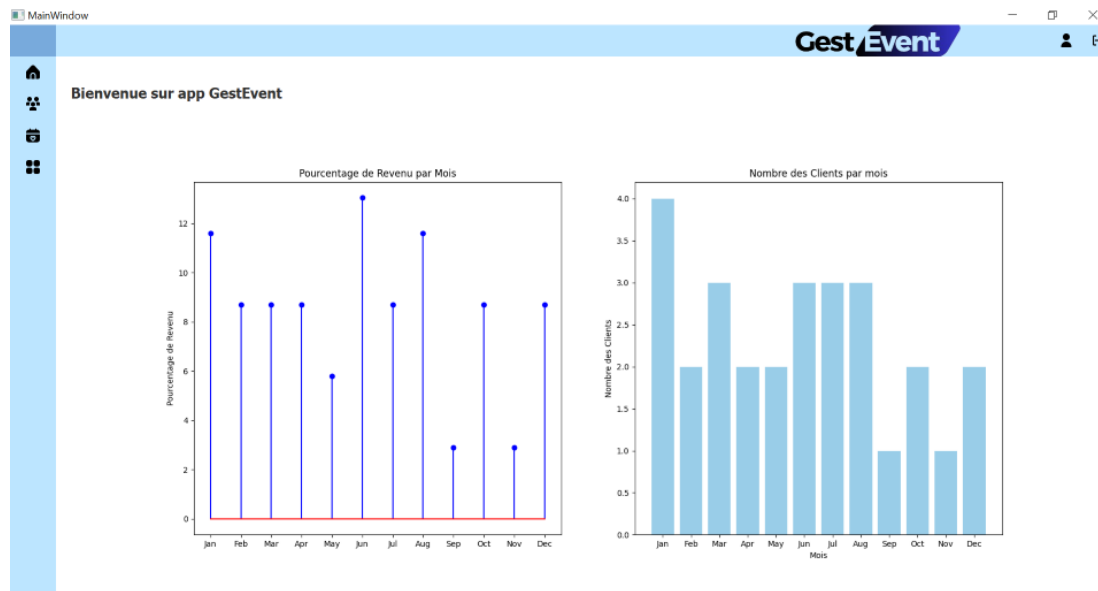 MainWindow
Gest Event
Bienvenue sur app GestEvent
Pourcentage de Revenu par Mois
Pourcentage de Revenu
12
10
8
6
4
2
0
Jan Feb Mar Apr May Jun Jul Aug Sep Oct Nov Dec
Nombre des Clients par mois
Nombre des Clients
4.0
3.5
3.0
2.5
2.0
1.5
1.0
0.5
0.0
Jan Feb Mar Apr May Jun Jul Aug Sep Oct Nov Dec
Mois